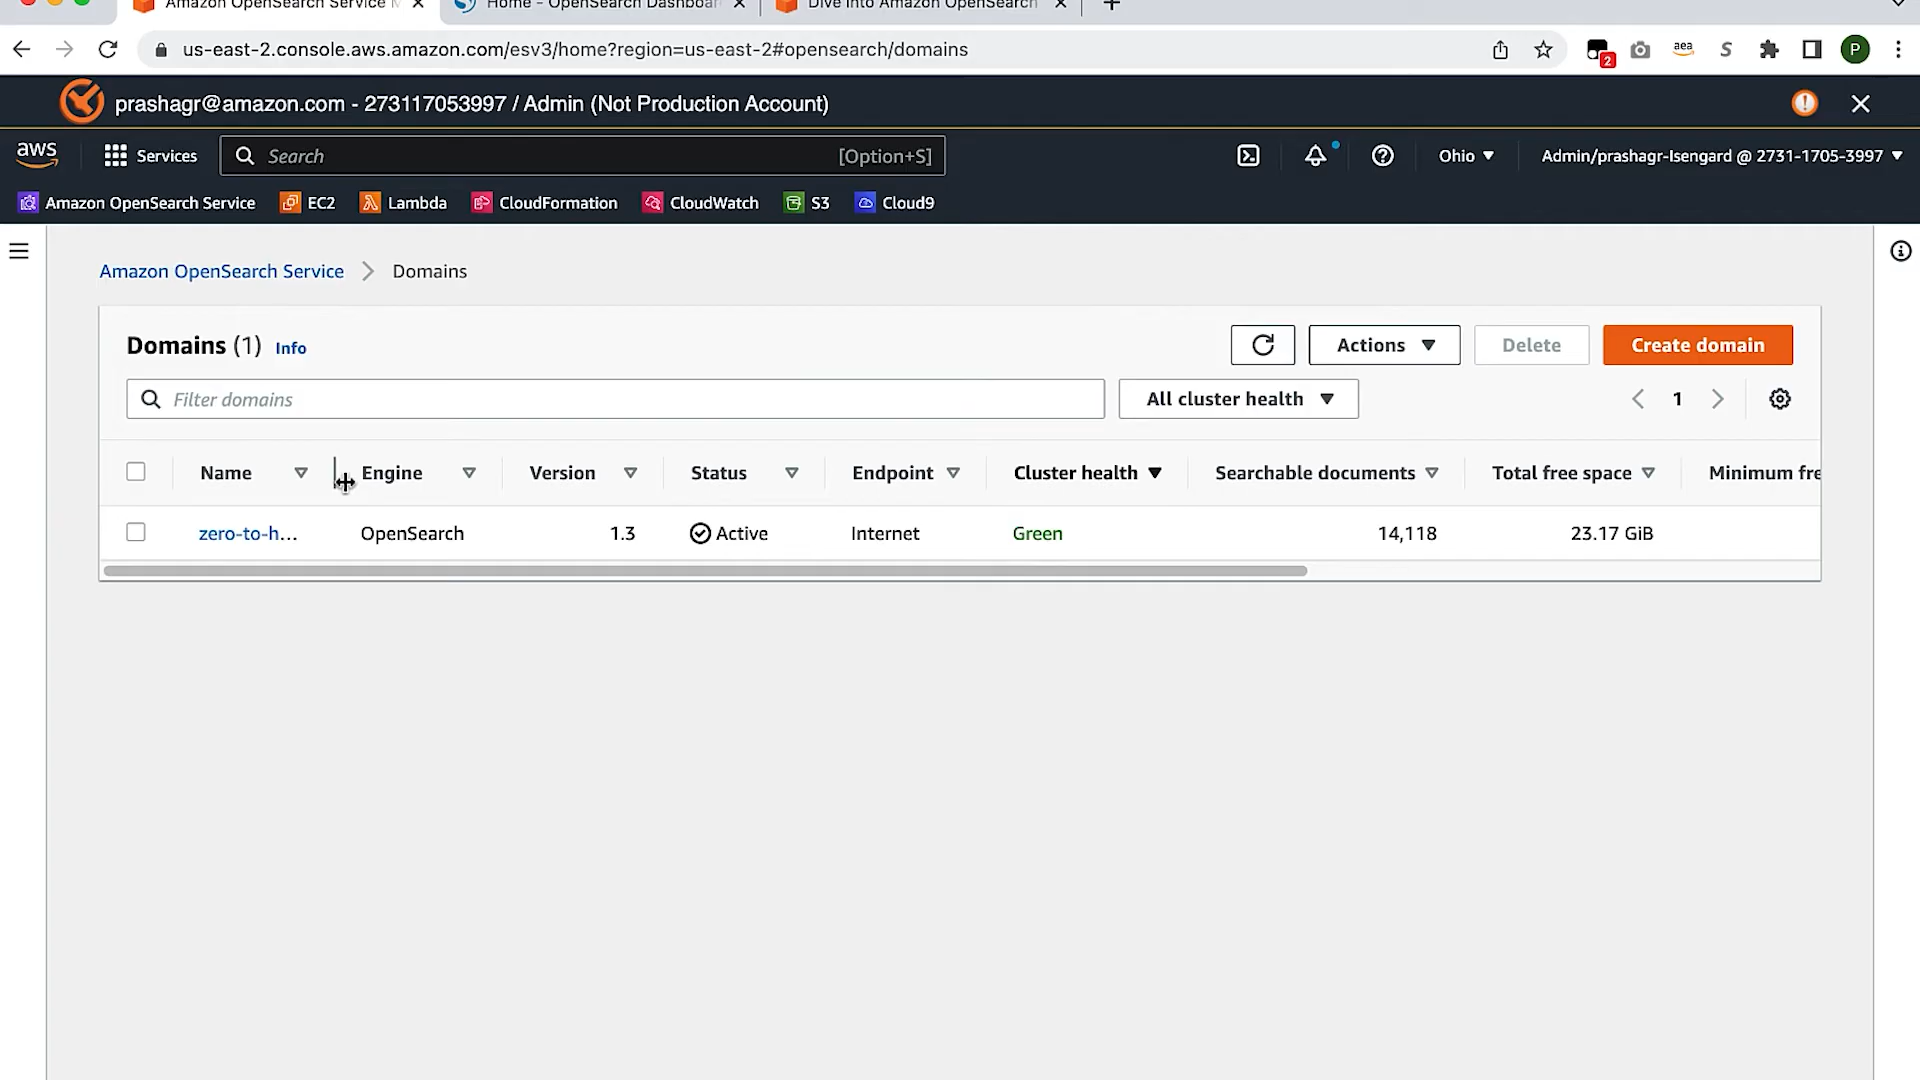 Amazon OpenSearch Service M
Home - OpenSearch Dashboar
Dive into Amazon OpenSearch
us-east-2.console.aws.amazon.com/esv3/home?region=us-east-2#opensearch/domains
2
aea
S
P
prashagr@amazon.com - 273117053997 / Admin (Not Production Account)
aws
Services
Search
[Option+S]
Ohio
Admin/prashagr-Isengard @ 2731-1705-3997
Amazon OpenSearch Service
EC2
Lambda
CloudFormation
CloudWatch
S3
Cloud9
Amazon OpenSearch Service
Domains
Domains (1)
Info
Actions
Delete
Create domain
Filter domains
All cluster health
1
Name
Engine
Version
Status
Endpoint
Cluster health
Searchable documents
Total free space
Minimum fre
zero-to-h...
OpenSearch
1.3
Active
Internet
Green
14,118
23.17 GiB